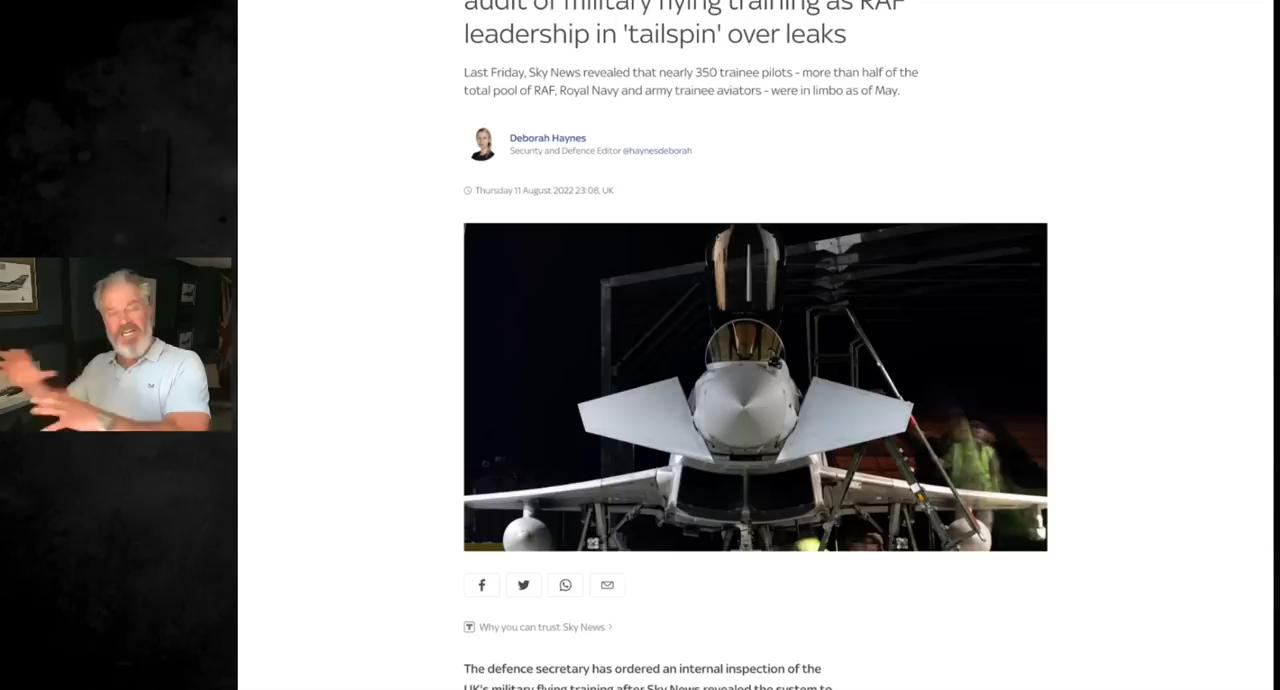 audit of military flying training as RAF
leadership in 'tailspin' over leaks
Last Friday, Sky News revealed that nearly 350 trainee pilots - more than half of the
total pool of RAF, Royal Navy and army trainee aviators - were in limbo as of May.
Deborah Haynes
Security and Defence Editor @haynesdeborah
Thursday 11 August 2022 23:08, UK
Why you can trust Sky News >
The defence secretary has ordered an internal inspection of the
UK's military flying training after Sky News revealed the system to